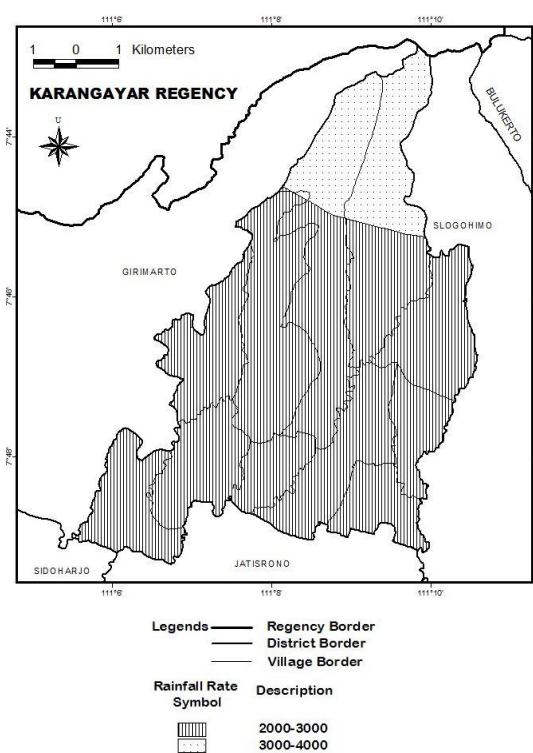 111°6' 111°8' 111°10'
1 0 1 Kilometers
KARANGAYAR REGENCY
U
7°44'
BULUKERTO
SLOGOHIMO
GIRIMARTO
7°46'
7°48'
SIDOHARJO
JATISRONO
111°6' 111°8' 111°10'
Legends Regency Border
District Border
Village Border
Rainfall Rate Description
Symbol
2000-3000
3000-4000